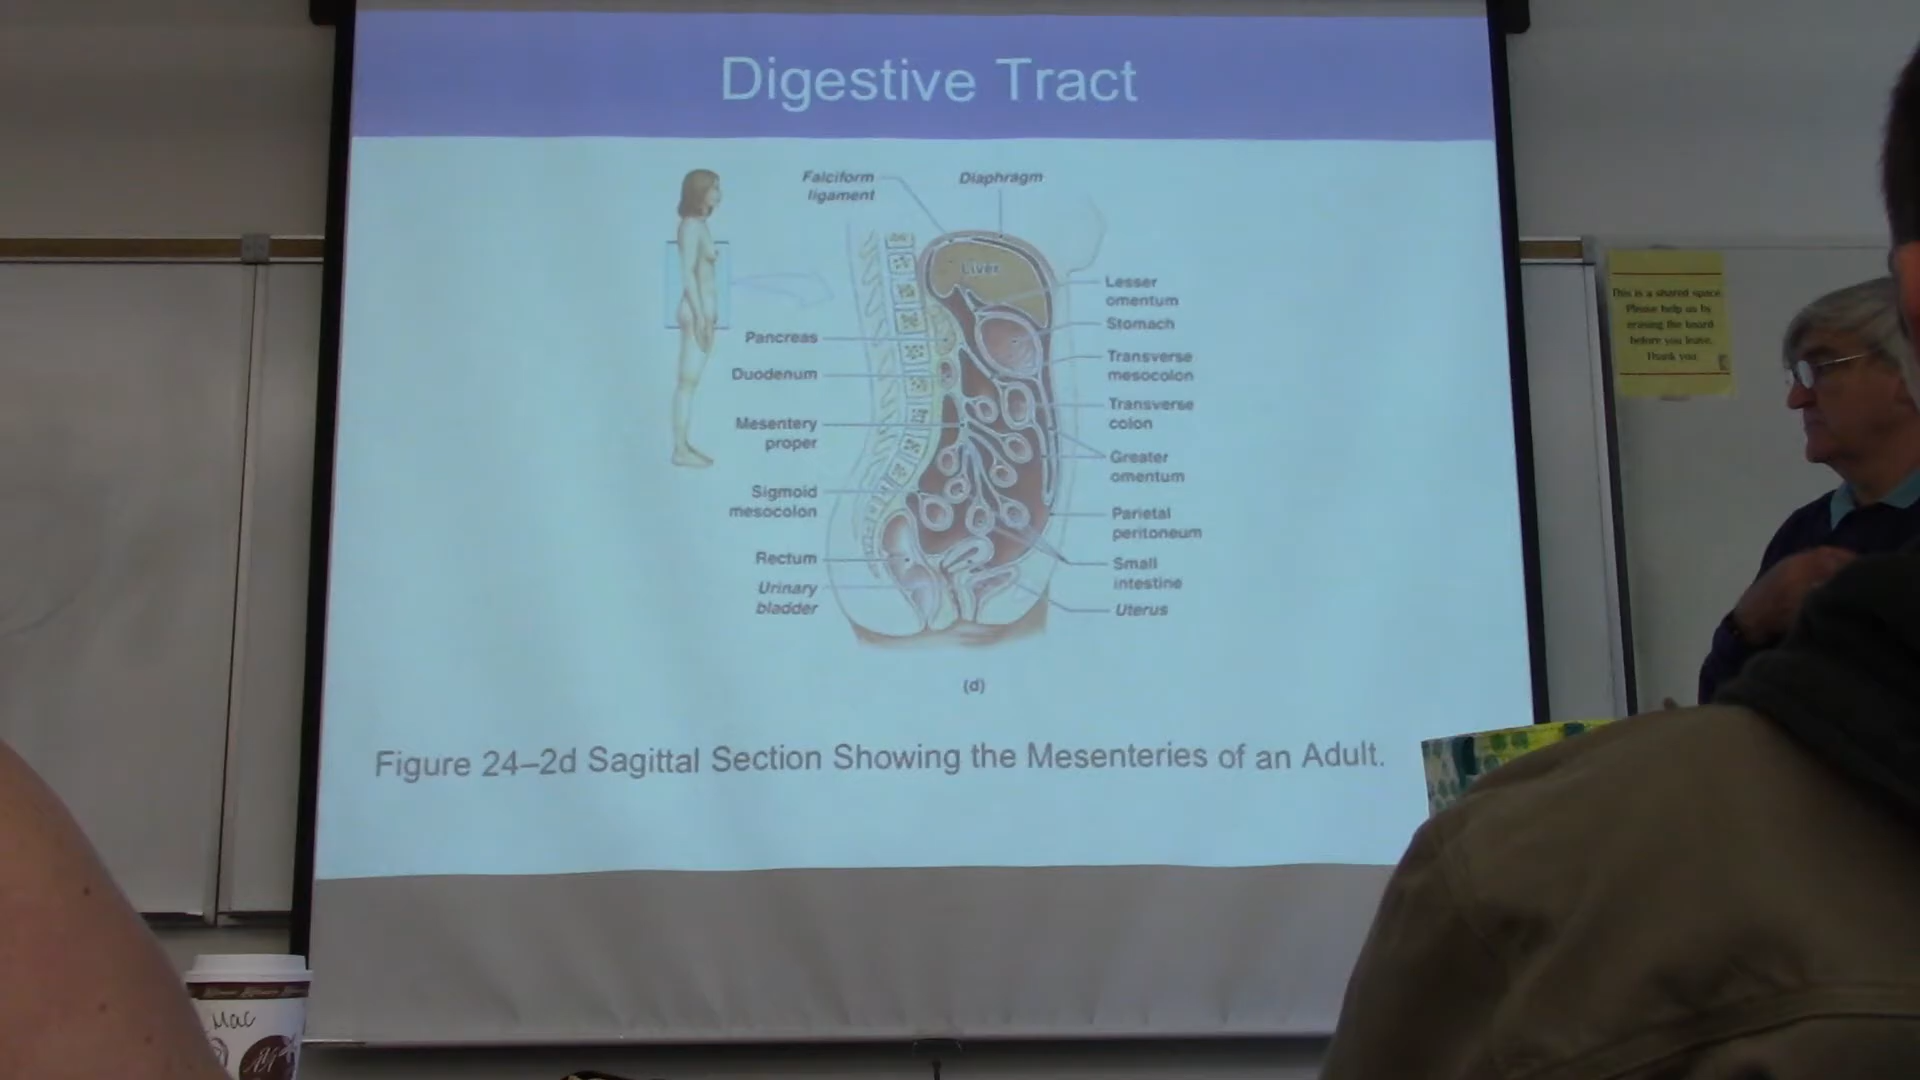 Digestive Tract
Falciform
ligament
Diaphragm
Liver
Lesser
omentum
Stomach
Pancreas
Transverse
mesocolon
Duodenum
Transverse
colon
Mesentery
proper
Greater
omentum
Sigmoid
mesocolon
Parietal
peritoneum
Rectum
Small
intestine
Urinary
bladder
Uterus
(d)
Figure 24–2d Sagittal Section Showing the Mesenteries of an Adult.
This is a shared space
Please help us by
erasing the board
before you leave.
Thank you
Mac